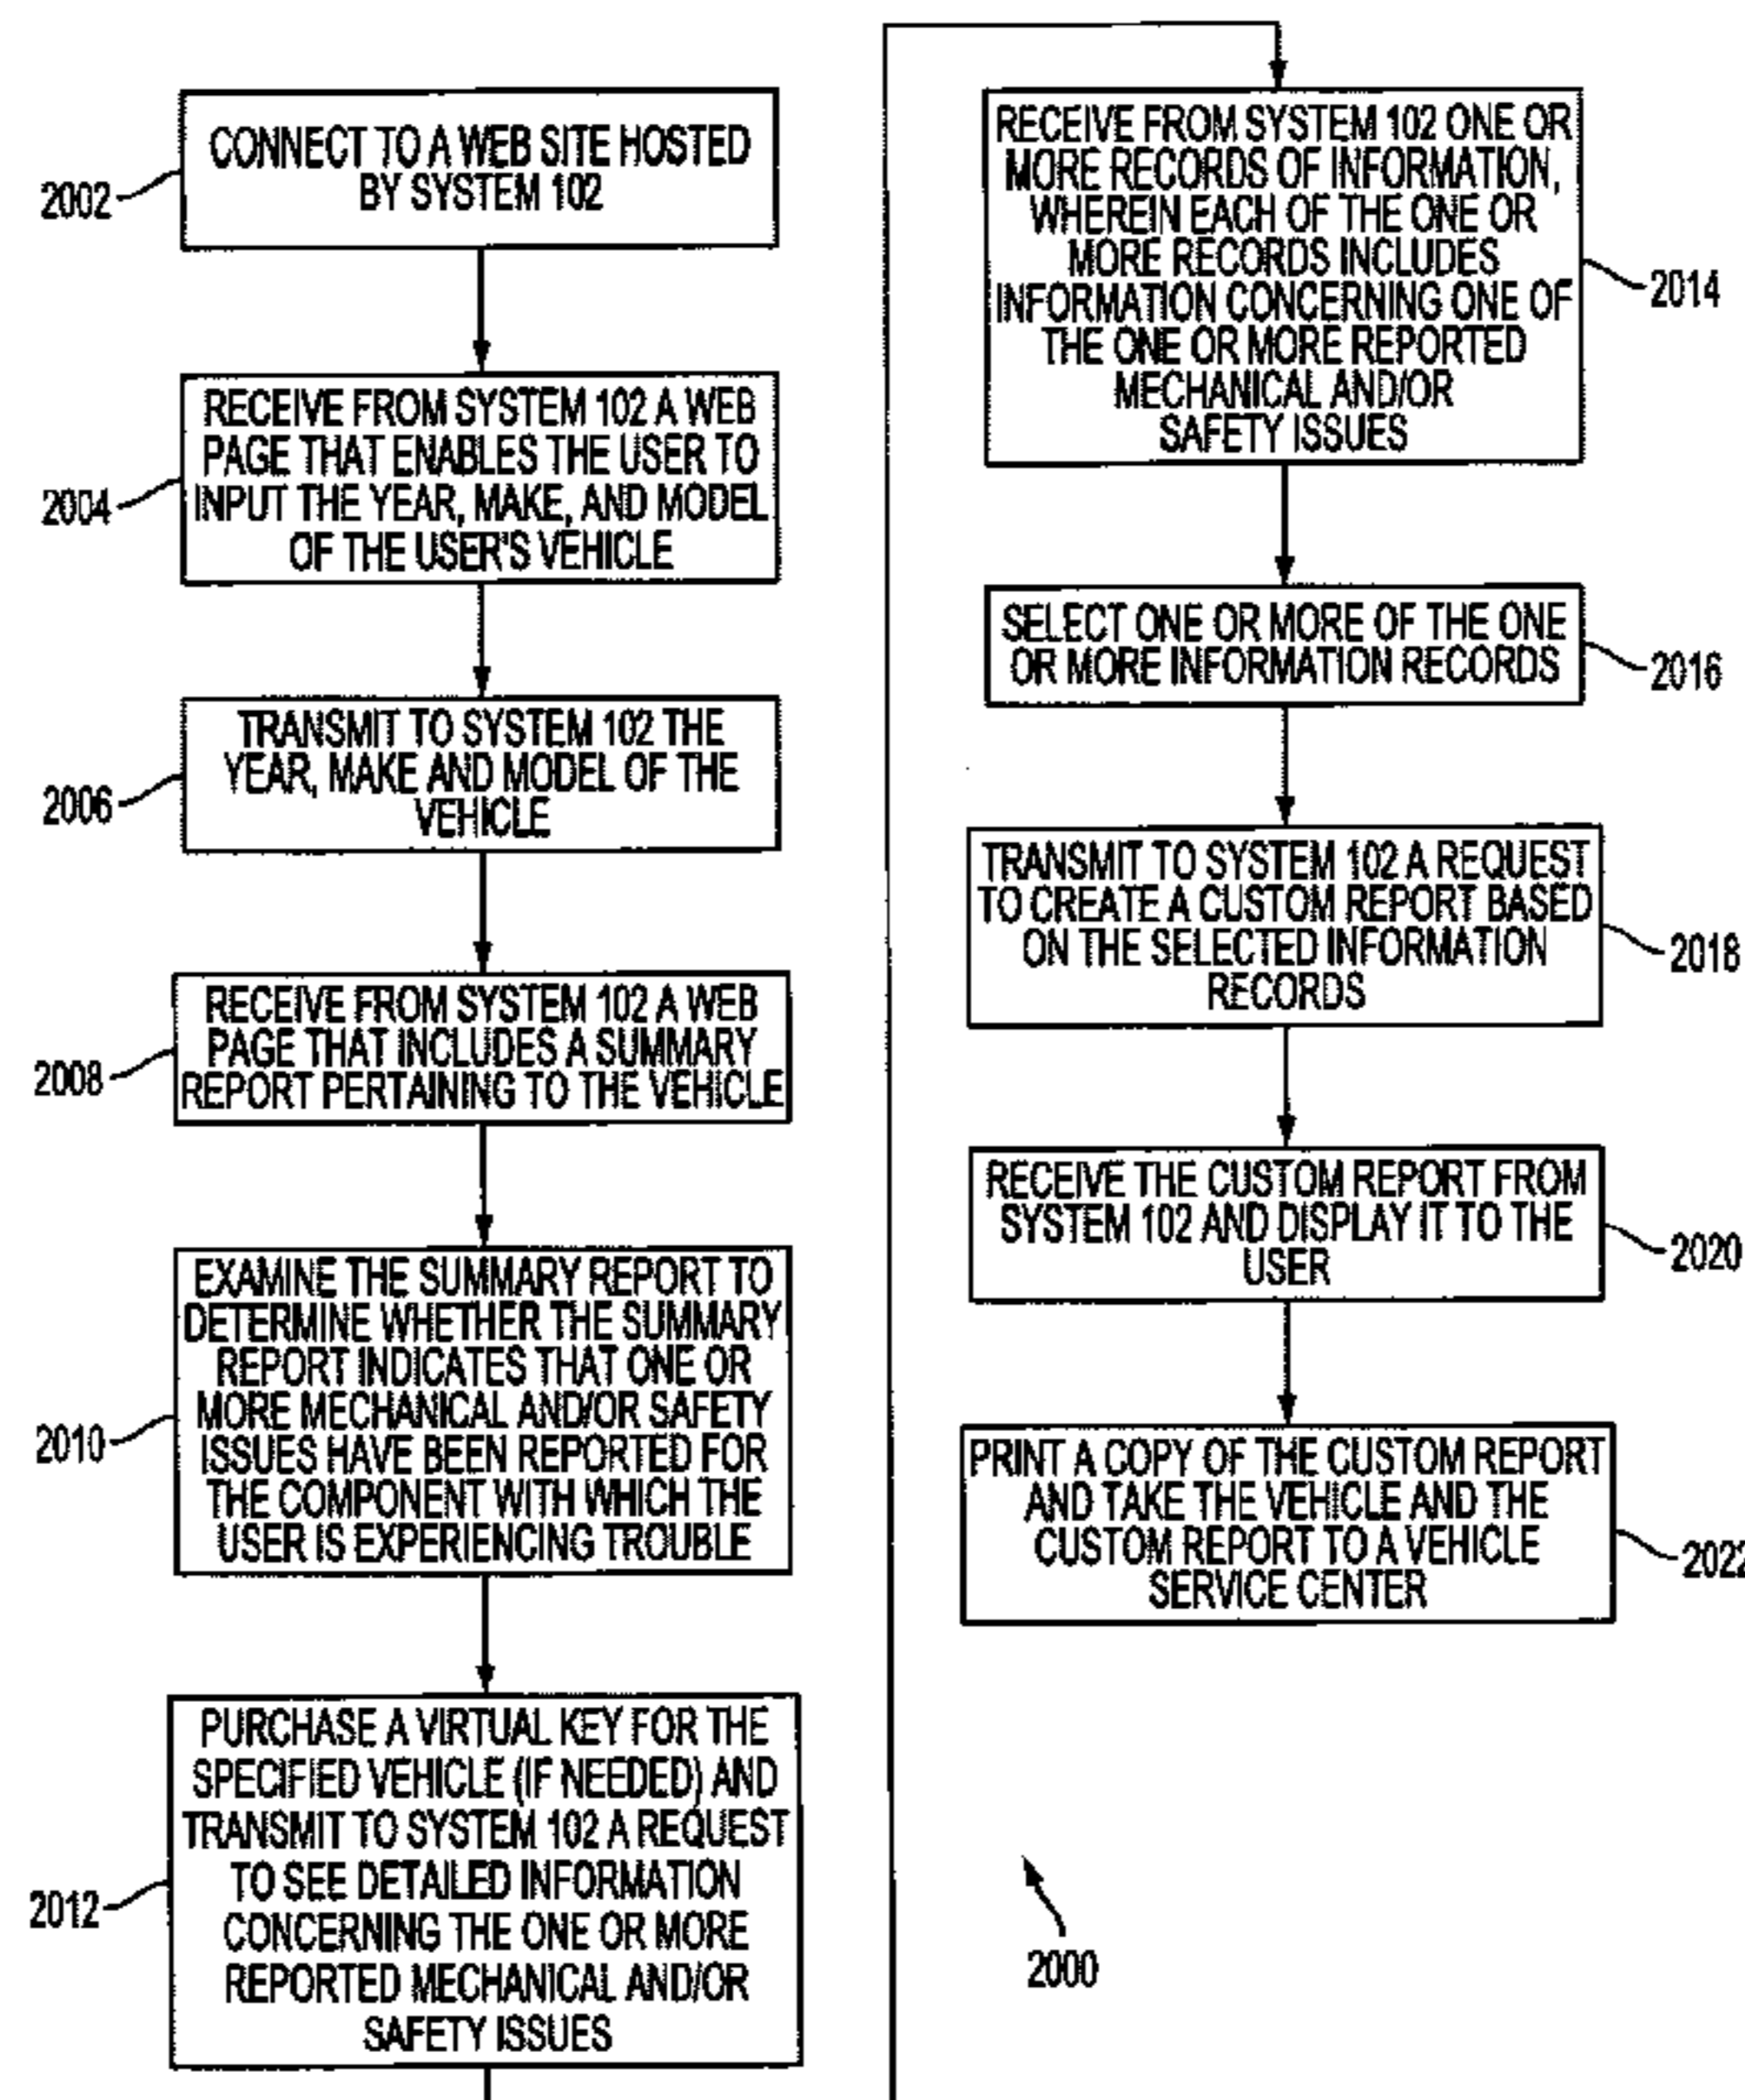 CONNECT TO A WEB SITE HOSTED
BY SYSTEM 102
2002
RECEIVE FROM SYSTEM 102 A WEB
PAGE THAT ENABLES THE USER TO
INPUT THE YEAR, MAKE, AND MODEL
OF THE USER'S VEHICLE
2004
TRANSMIT TO SYSTEM 102 THE
YEAR, MAKE AND MODEL OF THE
VEHICLE
2006
RECEIVE FROM SYSTEM 102 A WEB
PAGE THAT INCLUDES A SUMMARY
REPORT PERTAINING TO THE VEHICLE
2008
EXAMINE THE SUMMARY REPORT TO
DETERMINE WHETHER THE SUMMARY
REPORT INDICATES THAT ONE OR
MORE MECHANICAL AND/OR SAFETY
ISSUES HAVE BEEN REPORTED FOR
THE COMPONENT WITH WHICH THE
USER IS EXPERIENCING TROUBLE
2010
PURCHASE A VIRTUAL KEY FOR THE
SPECIFIED VEHICLE (IF NEEDED) AND
TRANSMIT TO SYSTEM 102 A REQUEST
TO SEE DETAILED INFORMATION
CONCERNING THE ONE OR MORE
REPORTED MECHANICAL AND/OR
SAFETY ISSUES
2012
RECEIVE FROM SYSTEM 102 ONE OR
MORE RECORDS OF INFORMATION,
WHEREIN EACH OF THE ONE OR
MORE RECORDS INCLUDES
INFORMATION CONCERNING ONE OF
THE ONE OR MORE REPORTED
MECHANICAL AND/OR
SAFETY ISSUES
2014
SELECT ONE OR MORE OF THE ONE
OR MORE INFORMATION RECORDS
2016
TRANSMIT TO SYSTEM 102 A REQUEST
TO CREATE A CUSTOM REPORT BASED
ON THE SELECTED INFORMATION
RECORDS
2018
RECEIVE THE CUSTOM REPORT FROM
SYSTEM 102 AND DISPLAY IT TO THE
USER
2020
PRINT A COPY OF THE CUSTOM REPORT
AND TAKE THE VEHICLE AND THE
CUSTOM REPORT TO A VEHICLE
SERVICE CENTER
2022
2000